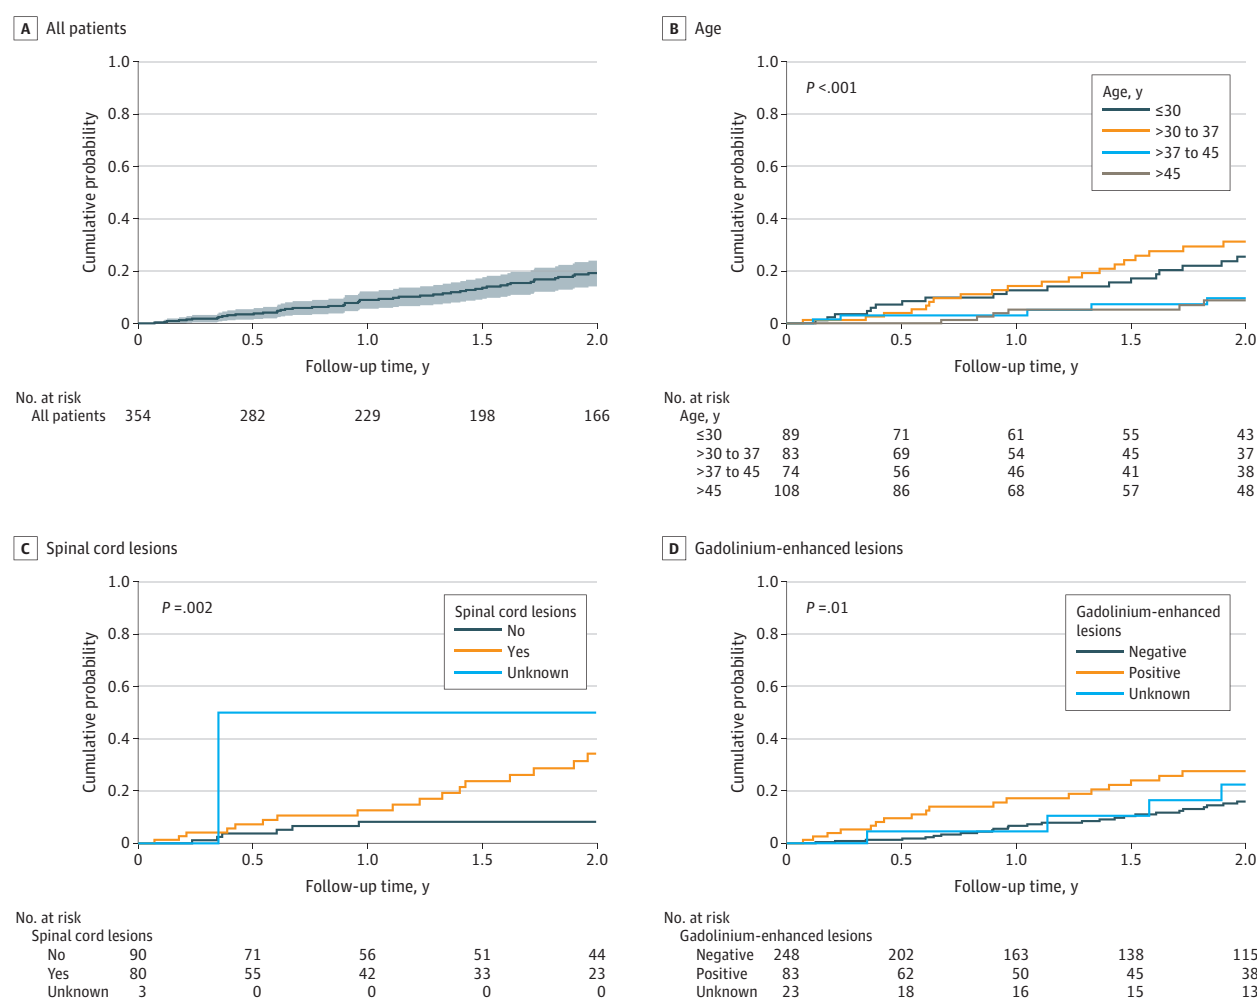 A All patients
1.0
0.8
0.6
0.4
0.2
0
Cumulative probability
0 0.5 1.0 1.5 2.0
Follow-up time, y
No. at risk
All patients 354 282 229 198 166
B Age
P <.001
Age, y
≤30
>30 to 37
>37 to 45
>45
1.0
0.8
0.6
0.4
0.2
0
Cumulative probability
0 0.5 1.0 1.5 2.0
Follow-up time, y
No. at risk
Age, y
≤30 89 71 61 55 43
>30 to 37 83 69 54 45 37
>37 to 45 74 56 46 41 38
>45 108 86 68 57 48
C Spinal cord lesions
P =.002
Spinal cord lesions
No
Yes
Unknown
1.0
0.8
0.6
0.4
0.2
0
Cumulative probability
0 0.5 1.0 1.5 2.0
Follow-up time, y
No. at risk
Spinal cord lesions
No 90 71 56 51 44
Yes 80 55 42 33 23
Unknown 3 0 0 0 0
D Gadolinium-enhanced lesions
P =.01
Gadolinium-enhanced
lesions
Negative
Positive
Unknown
1.0
0.8
0.6
0.4
0.2
0
Cumulative probability
0 0.5 1.0 1.5 2.0
Follow-up time, y
No. at risk
Gadolinium-enhanced lesions
Negative 248 202 163 138 115
Positive 83 62 50 45 38
Unknown 23 18 16 15 13